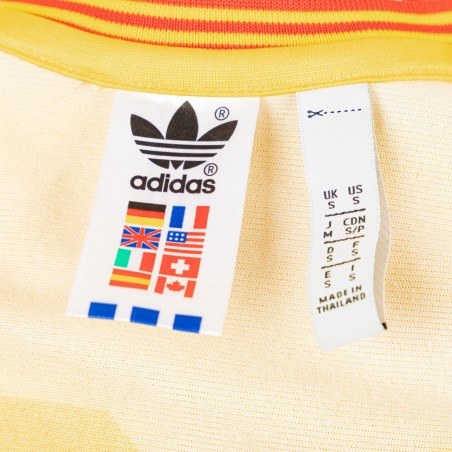 ®
adidas®
UK US
S S
J CDN
M S/P
D F
S S
E I
S S
MADE IN
THAILAND